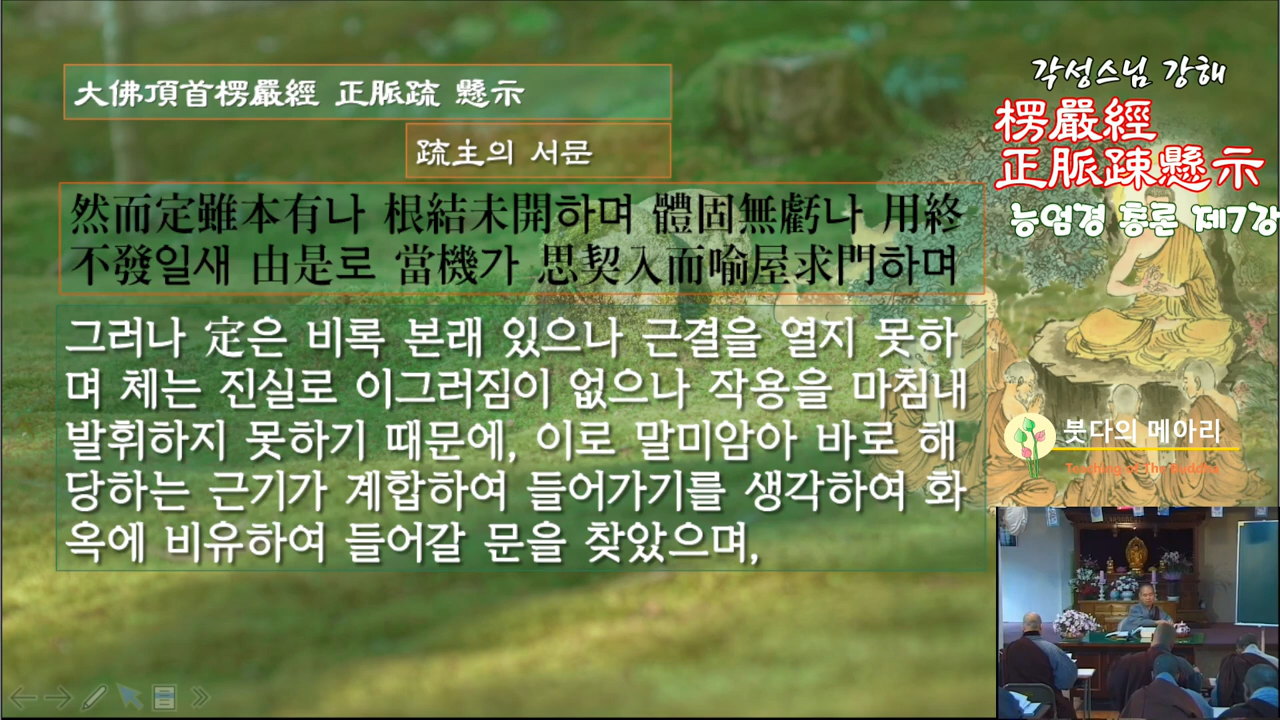 大佛頂首楞嚴經 正脈疏 懸示
疏主의 서문
然而定雖本有나 根結未開하며 體固無虧나 用終
不發일새 由是로 當機가 思契入而喩屋求門하며
그러나 定은 비록 본래 있으나 근결을 열지 못하
며 체는 진실로 이그러짐이 없으나 작용을 마침내
발휘하지 못하기 때문에, 이로 말미암아 바로 해
당하는 근기가 계합하여 들어가기를 생각하여 화
옥에 비유하여 들어갈 문을 찾았으며,
각성스님 강해
楞嚴經
正脈疎懸示
능엄경 총론 제7강
붓다의 메아리
Teaching of The Buddha